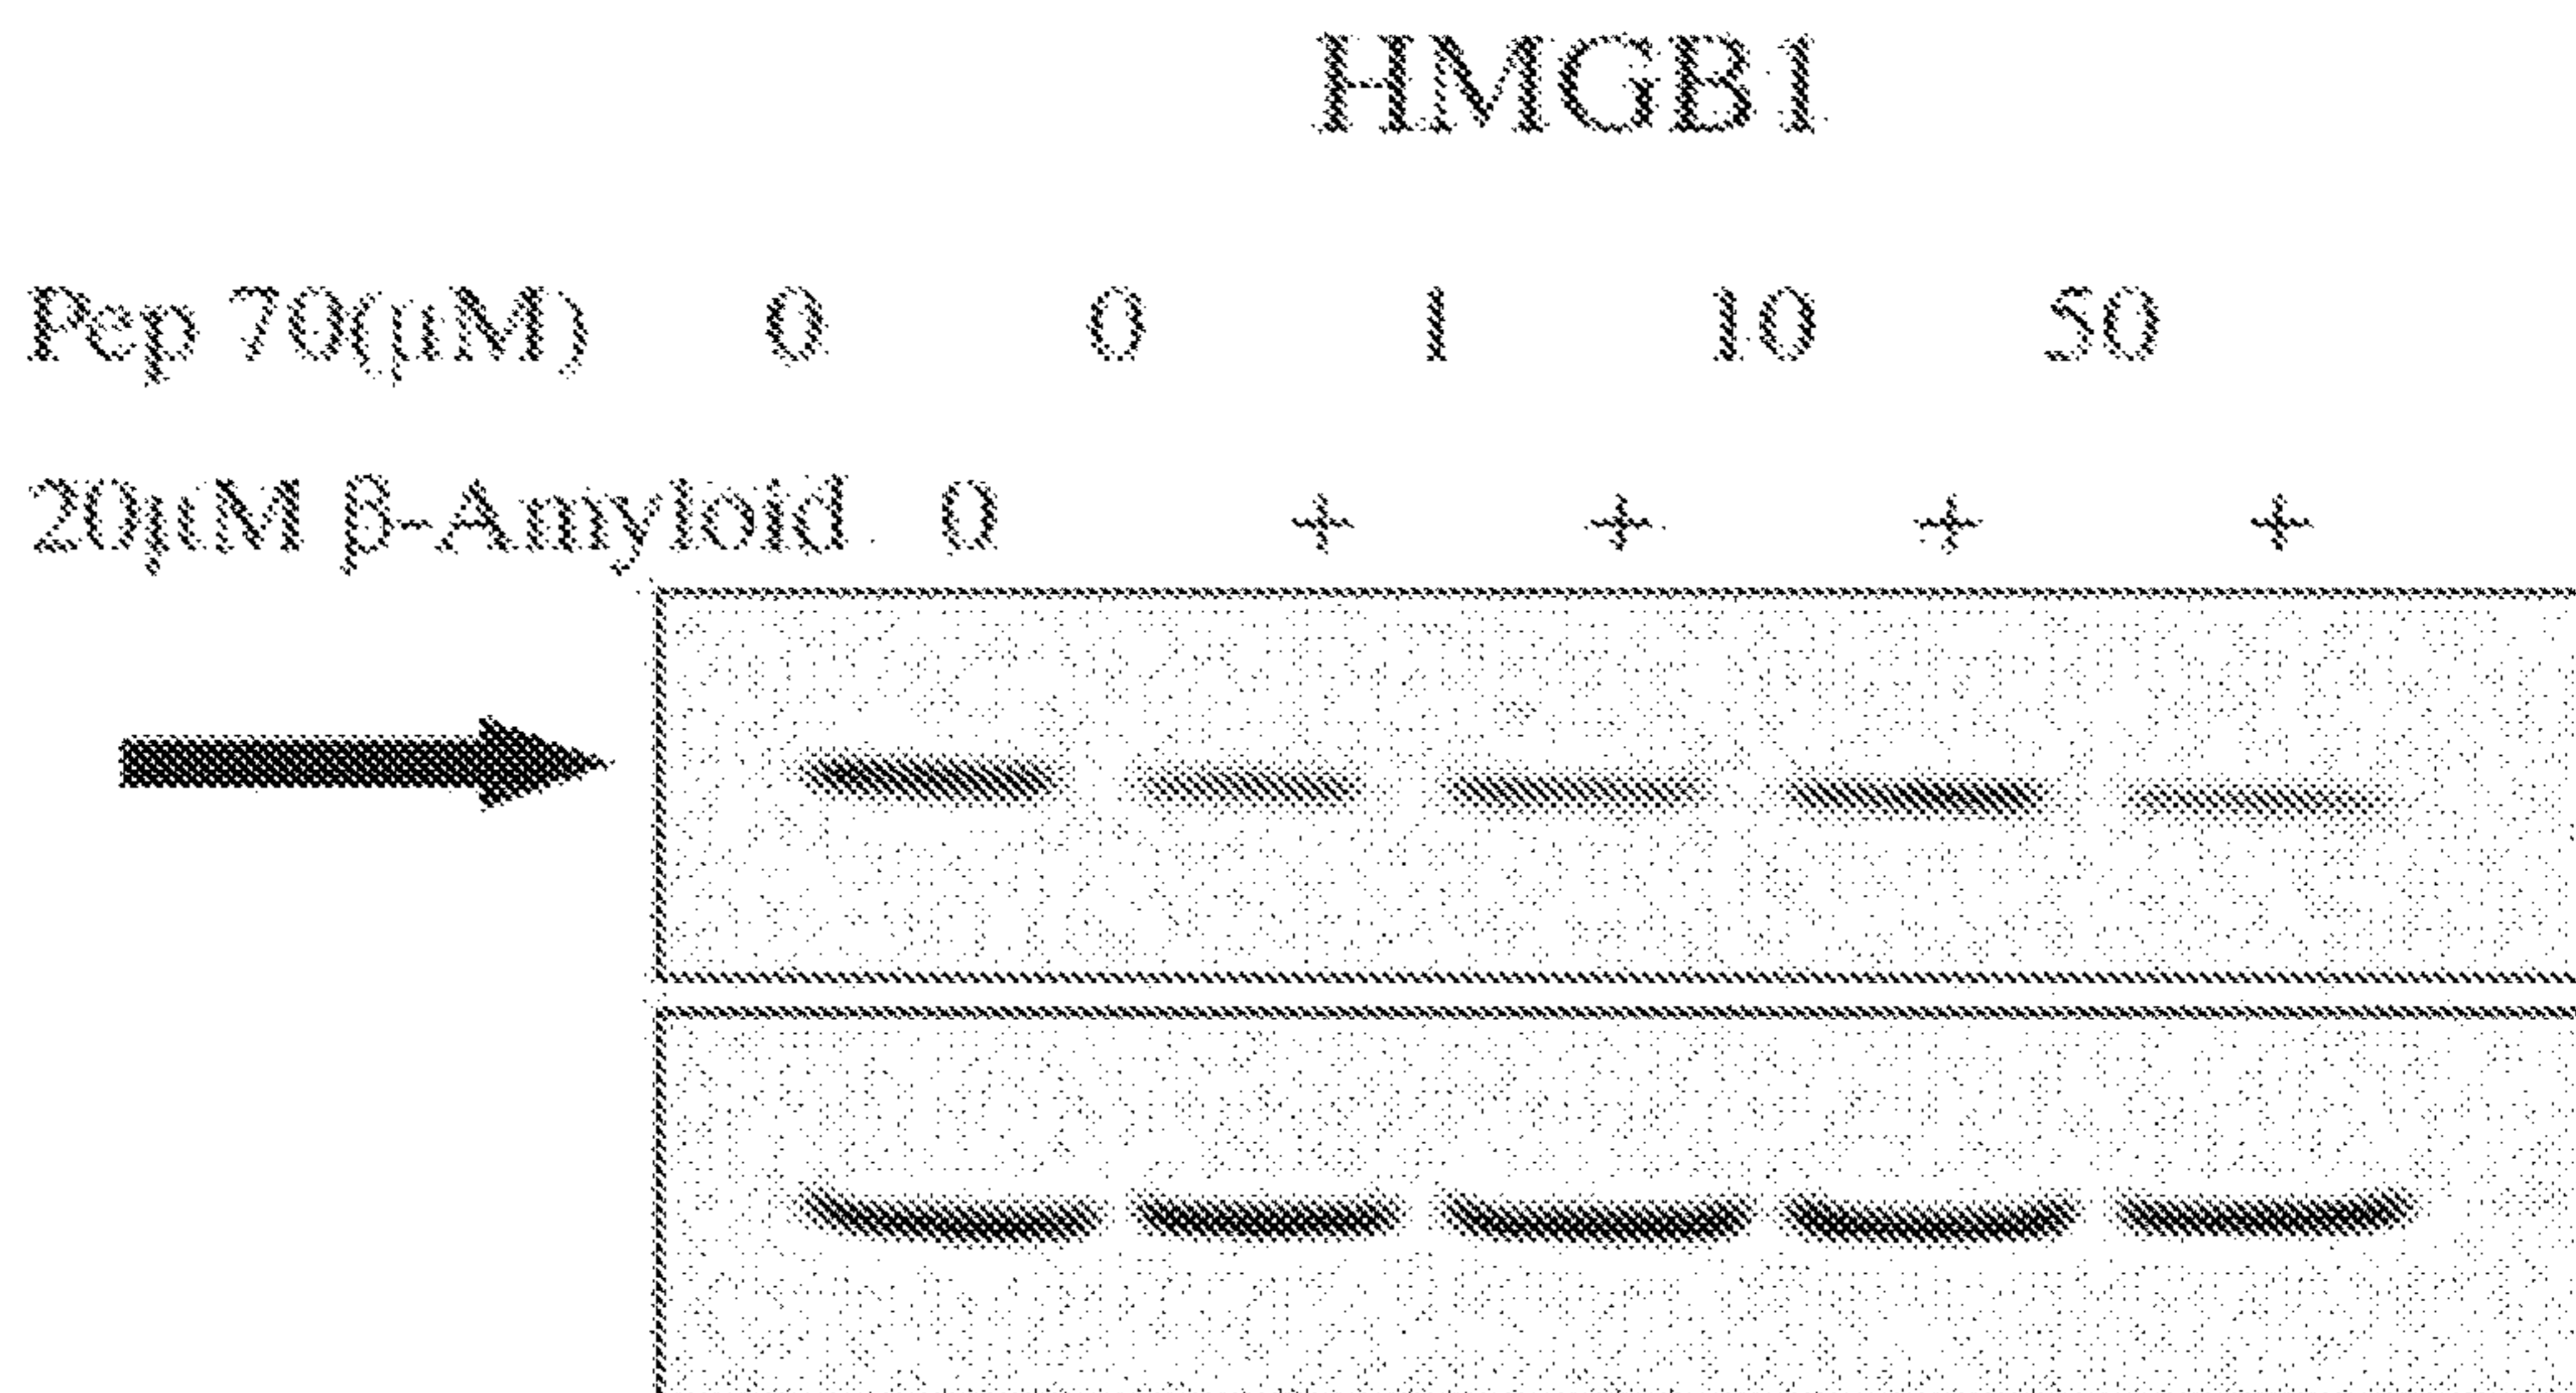 HMGB1
Pep 70(μM) 0 0 1 10 50
20μM β-Amyloid 0 + + + +